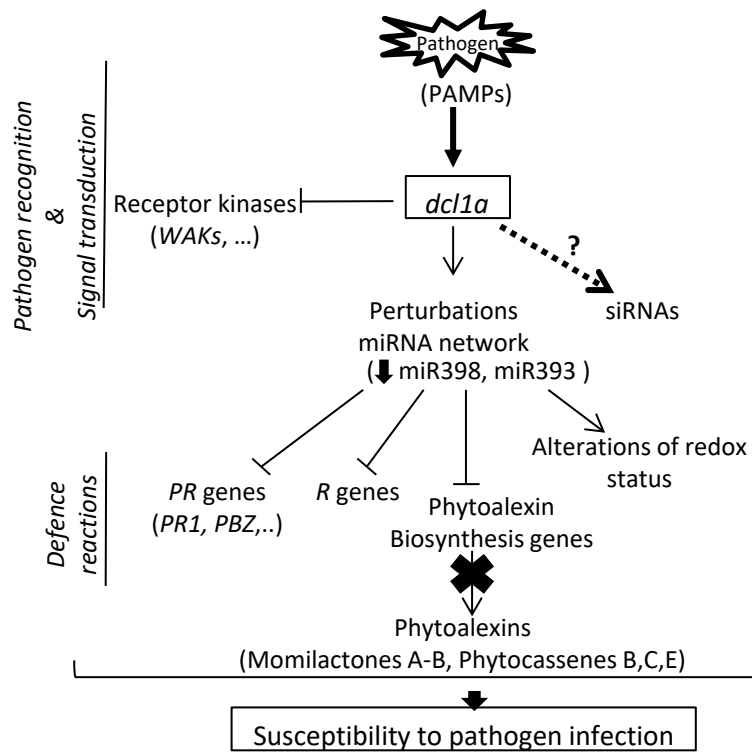 Pathogen
(PAMPs)
Pathogen recognition
&
Signal transduction
Receptor kinases
(WAKs, ...)
dcl1a
?
siRNAs
Perturbations
miRNA network
( miR398, miR393 )
Alterations of redox
status
Defence
reactions
PR genes
(PR1, PBZ,..)
R genes
Phytoalexin
Biosynthesis genes
Phytoalexins
(Momilactones A-B, Phytocassenes B,C,E)
Susceptibility to pathogen infection